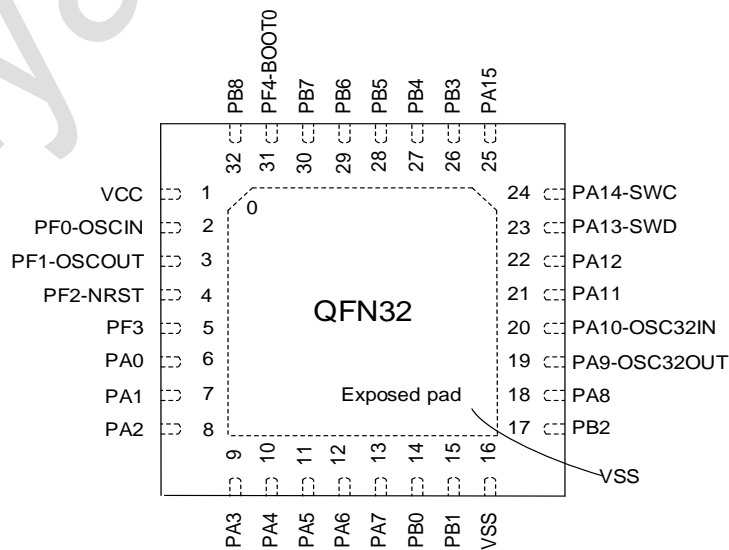 PB8
PF4-BOOT0
PB7
PB6
PB5
PB4
PB3
PA15
32
31
30
29
28
27
26
25
VCC 1
PF0-OSCIN 2
PF1-OSCOUT 3
PF2-NRST 4
PF3 5
PA0 6
PA1 7
PA2 8
0
QFN32
Exposed pad
24 PA14-SWC
23 PA13-SWD
22 PA12
21 PA11
20 PA10-OSC32IN
19 PA9-OSC32OUT
18 PA8
17 PB2
VSS
9
10
11
12
13
14
15
16
PA3
PA4
PA5
PA6
PA7
PB0
PB1
VSS